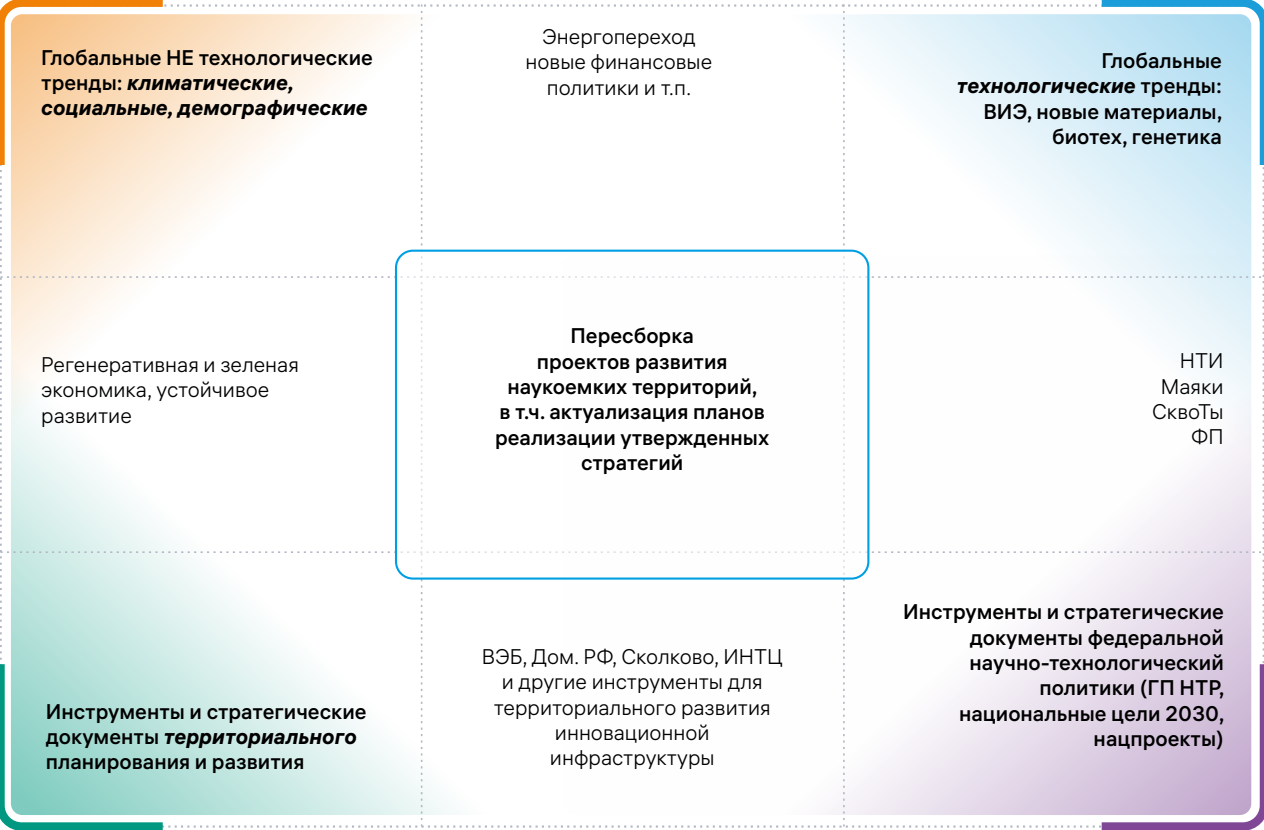 Глобальные НЕ технологические
тренды: климатические,
социальные, демографические
Энергопереход
новые финансовые
политики и т.п.
Глобальные
технологические тренды:
ВИЭ, новые материалы,
биотех, генетика
Регенеративная и зеленая
экономика, устойчивое
развитие
Пересборка
проектов развития
наукоемких территорий,
в т.ч. актуализация планов
реализации утвержденных
стратегий
НТИ
Маяки
СквоТы
ФП
Инструменты и стратегические
документы территориального
планирования и развития
ВЭБ, Дом. РФ, Сколково, ИНТЦ
и другие инструменты для
территориального развития
инновационной
инфраструктуры
Инструменты и стратегические
документы федеральной
научно-технологический
политики (ГП НТР,
национальные цели 2030,
нацпроекты)